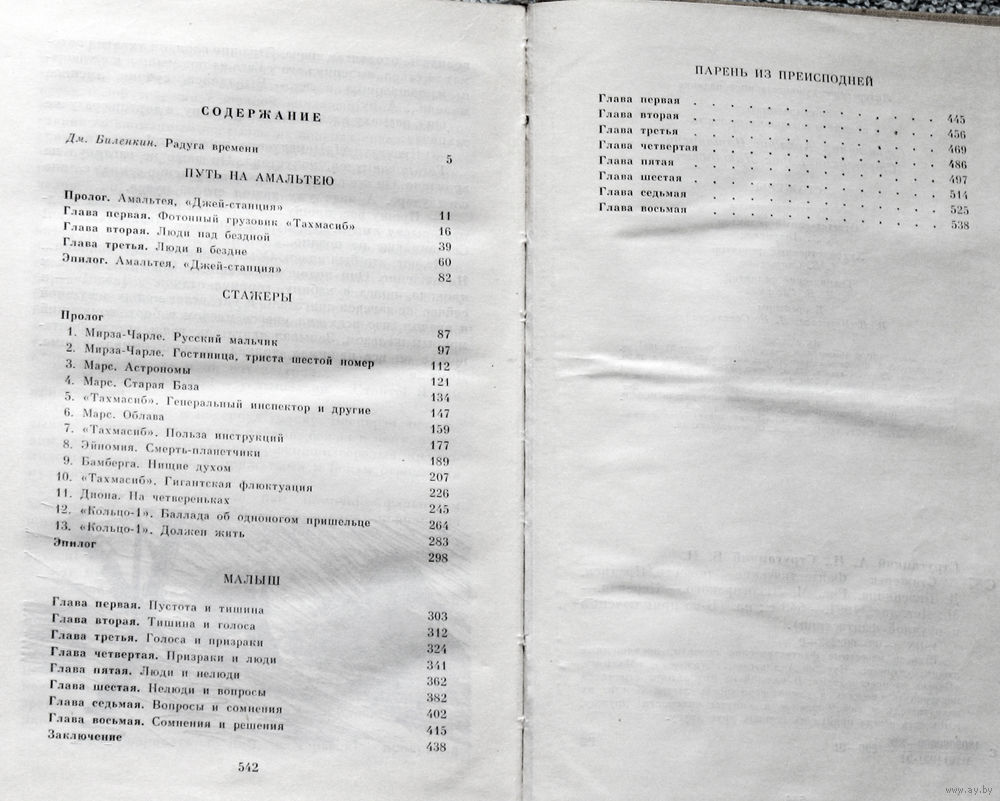 СОДЕРЖАНИЕ
Дм. Биленкин. Радуга времени 5
ПУТЬ НА АМАЛЬТЕЮ
Пролог. Амальтея, «Джей-станция» 11
Глава первая. Фотонный грузовик «Тахмасиб» 16
Глава вторая. Люди над бездной 39
Глава третья. Люди в бездне 60
Эпилог. Амальтея, «Джей-станция» 82
СТАЖЕРЫ
Пролог 87
1. Мирза-Чарле. Русский мальчик 97
2. Мирза-Чарле. Гостиница, триста шестой номер 112
3. Марс. Астрономы 121
4. Марс. Старая База 134
5. «Тахмасиб». Генеральный инспектор и другие 147
6. Марс. Облава 159
7. «Тахмасиб». Польза инструкций 177
8. Эйномия. Смерть-планетчики 189
9. Бамберга. Нищие духом 207
10. «Тахмасиб». Гигантская флюктуация 226
11. Диона. На четвереньках 245
12. «Кольцо-1». Баллада об одноногом пришельце 264
13. «Кольцо-1». Должен жить 283
Эпилог 298
МАЛЫШ
Глава первая. Пустота и тишина 303
Глава вторая. Тишина и голоса 312
Глава третья. Голоса и призраки 324
Глава четвертая. Призраки и люди 341
Глава пятая. Люди и нелюди 362
Глава шестая. Нелюди и вопросы 382
Глава седьмая. Вопросы и сомнения 402
Глава восьмая. Сомнения и решения 415
Заключение 438
542
ПАРЕНЬ ИЗ ПРЕИСПОДНЕЙ
Глава первая . . . . . . . . . . . . 445
Глава вторая . . . . . . . . . . . . 456
Глава третья . . . . . . . . . . . . 469
Глава четвертая . . . . . . . . . . . . 486
Глава пятая . . . . . . . . . . . . 497
Глава шестая . . . . . . . . . . . . 514
Глава седьмая . . . . . . . . . . . . 525
Глава восьмая . . . . . . . . . . . . 538
www.ay.by